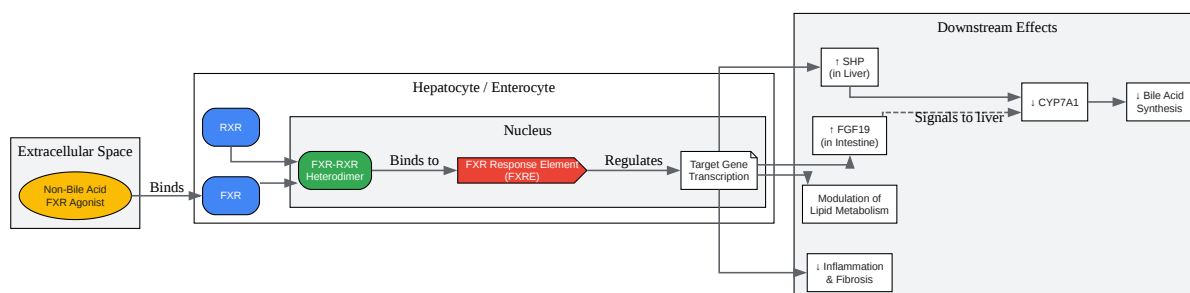 Extracellular Space
Non-Bile Acid
FXR Agonist
Binds
Hepatocyte / Enterocyte
RXR
FXR
Nucleus
FXR-RXR
Heterodimer
Binds to
FXR Response Element
(FXRE)
Regulates
Target Gene
Transcription
Downstream Effects
↑ SHP
(in Liver)
↑ FGF19
(in Intestine)
Signals to liver
↓ CYP7A1
↓ Bile Acid
Synthesis
Modulation of
Lipid Metabolism
↓ Inflammation
& Fibrosis